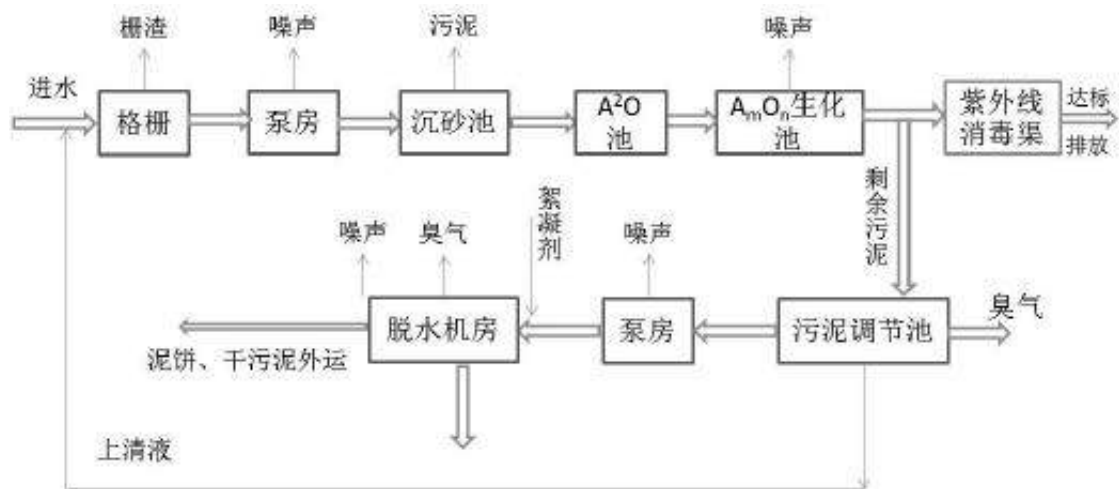 栅渣
噪声
污泥
噪声
进水
格栅
泵房
沉砂池
A²O
池
AₘOₙ生化
池
紫外线
消毒渠
达标
排放
剩余污泥
絮凝剂
噪声
臭气
噪声
臭气
脱水机房
泵房
污泥调节池
泥饼、干污泥外运
上清液